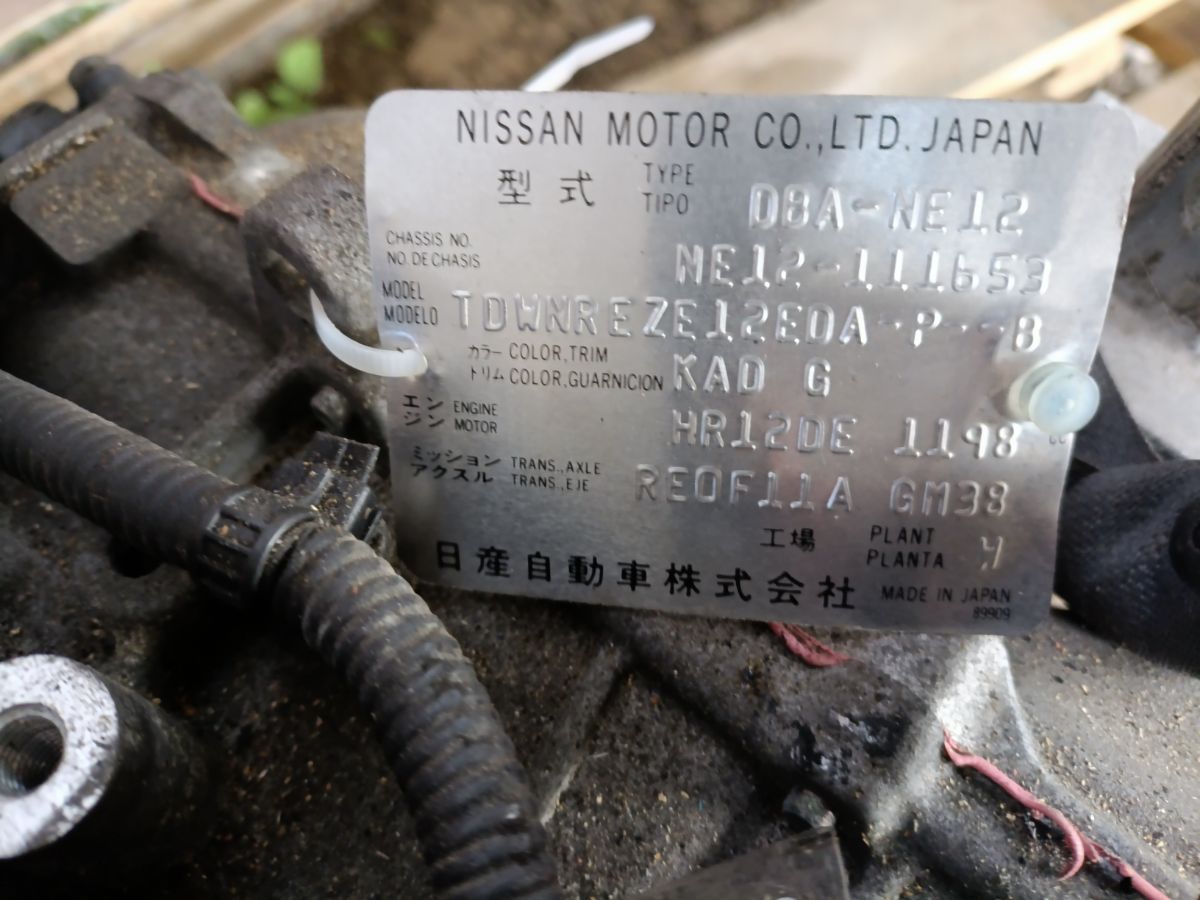 NISSAN MOTOR CO.,LTD. JAPAN
型式 TYPE TIPO DBA-NE12
CHASSIS NO. NO. DE CHASIS NE12-111653
MODEL MODELO TDWNREZE12EDA-P--B
カラー COLOR,TRIM トリム COLOR,GUARNICION KAD G
エンジン ENGINE MOTOR HR12DE 1198 cc
ミッション アクスル TRANS.,AXLE TRANS.,EJE RE0F11A GM38
工場 PLANT PLANTA Y
日産自動車株式会社 MADE IN JAPAN
89909